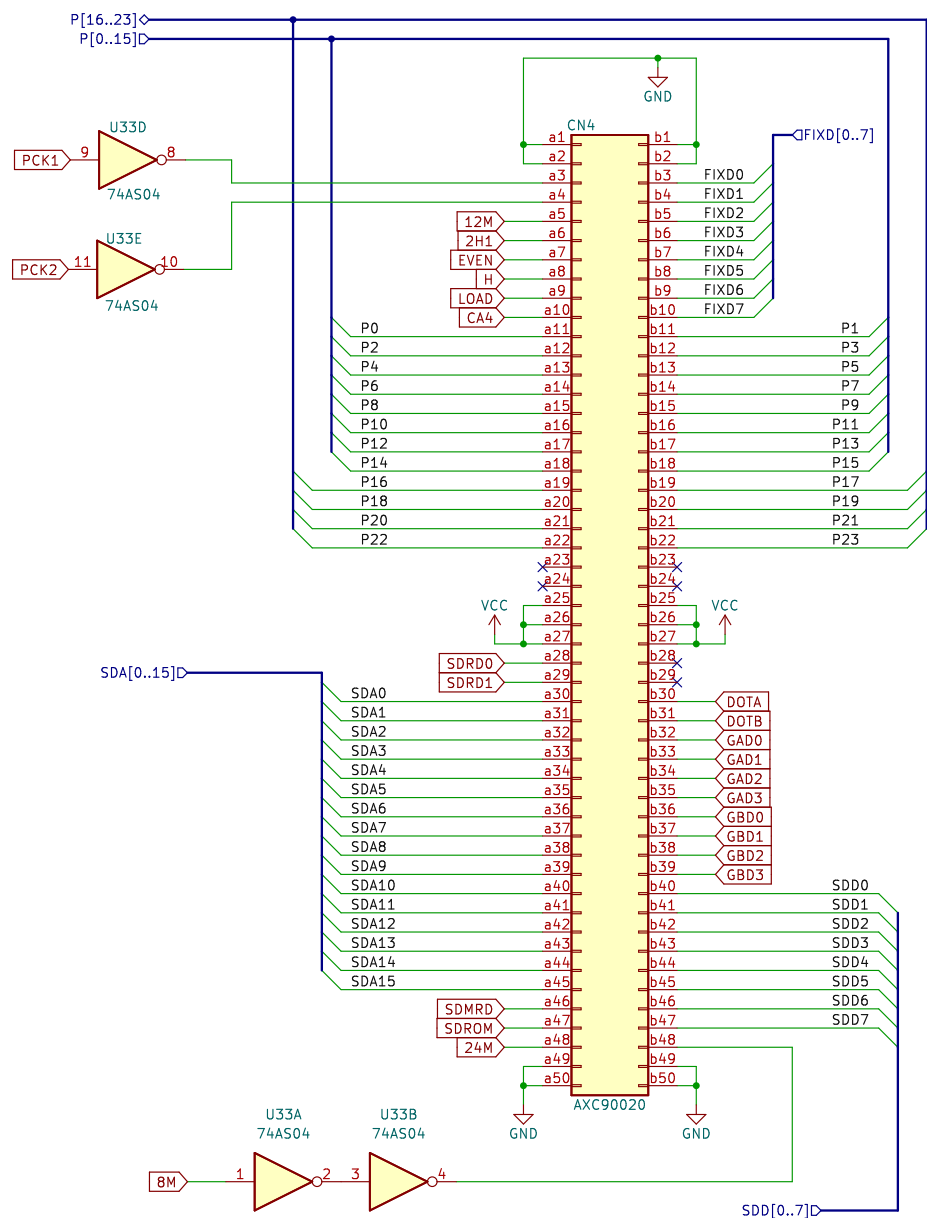 P[16..23]
P[0..15]
GND
CN4
FIXD[0..7]
U33D
PCK1 9 8
74AS04
U33E
PCK2 11 10
74AS04
a1 b1
a2 b2
a3 b3 FIXD0
a4 b4 FIXD1
12M a5 b5 FIXD2
2H1 a6 b6 FIXD3
EVEN a7 b7 FIXD4
H a8 b8 FIXD5
LOAD a9 b9 FIXD6
CA4 a10 b10 FIXD7
P0 a11 b11 P1
P2 a12 b12 P3
P4 a13 b13 P5
P6 a14 b14 P7
P8 a15 b15 P9
P10 a16 b16 P11
P12 a17 b17 P13
P14 a18 b18 P15
P16 a19 b19 P17
P18 a20 b20 P19
P20 a21 b21 P21
P22 a22 b22 P23
a23 b23
a24 b24
a25 b25
VCC a26 b26 VCC
a27 b27
SDRD0 a28 b28
SDRD1 a29 b29
SDA[0..15]
SDA0 a30 b30 DOTA
SDA1 a31 b31 DOTB
SDA2 a32 b32 GAD0
SDA3 a33 b33 GAD1
SDA4 a34 b34 GAD2
SDA5 a35 b35 GAD3
SDA6 a36 b36 GBD0
SDA7 a37 b37 GBD1
SDA8 a38 b38 GBD2
SDA9 a39 b39 GBD3
SDA10 a40 b40 SDD0
SDA11 a41 b41 SDD1
SDA12 a42 b42 SDD2
SDA13 a43 b43 SDD3
SDA14 a44 b44 SDD4
SDA15 a45 b45 SDD5
SDMRD a46 b46 SDD6
SDROM a47 b47 SDD7
24M a48 b48
a49 b49
a50 b50
AXC90020
GND GND
U33A U33B
74AS04 74AS04
8M 1 2 3 4
SDD[0..7]